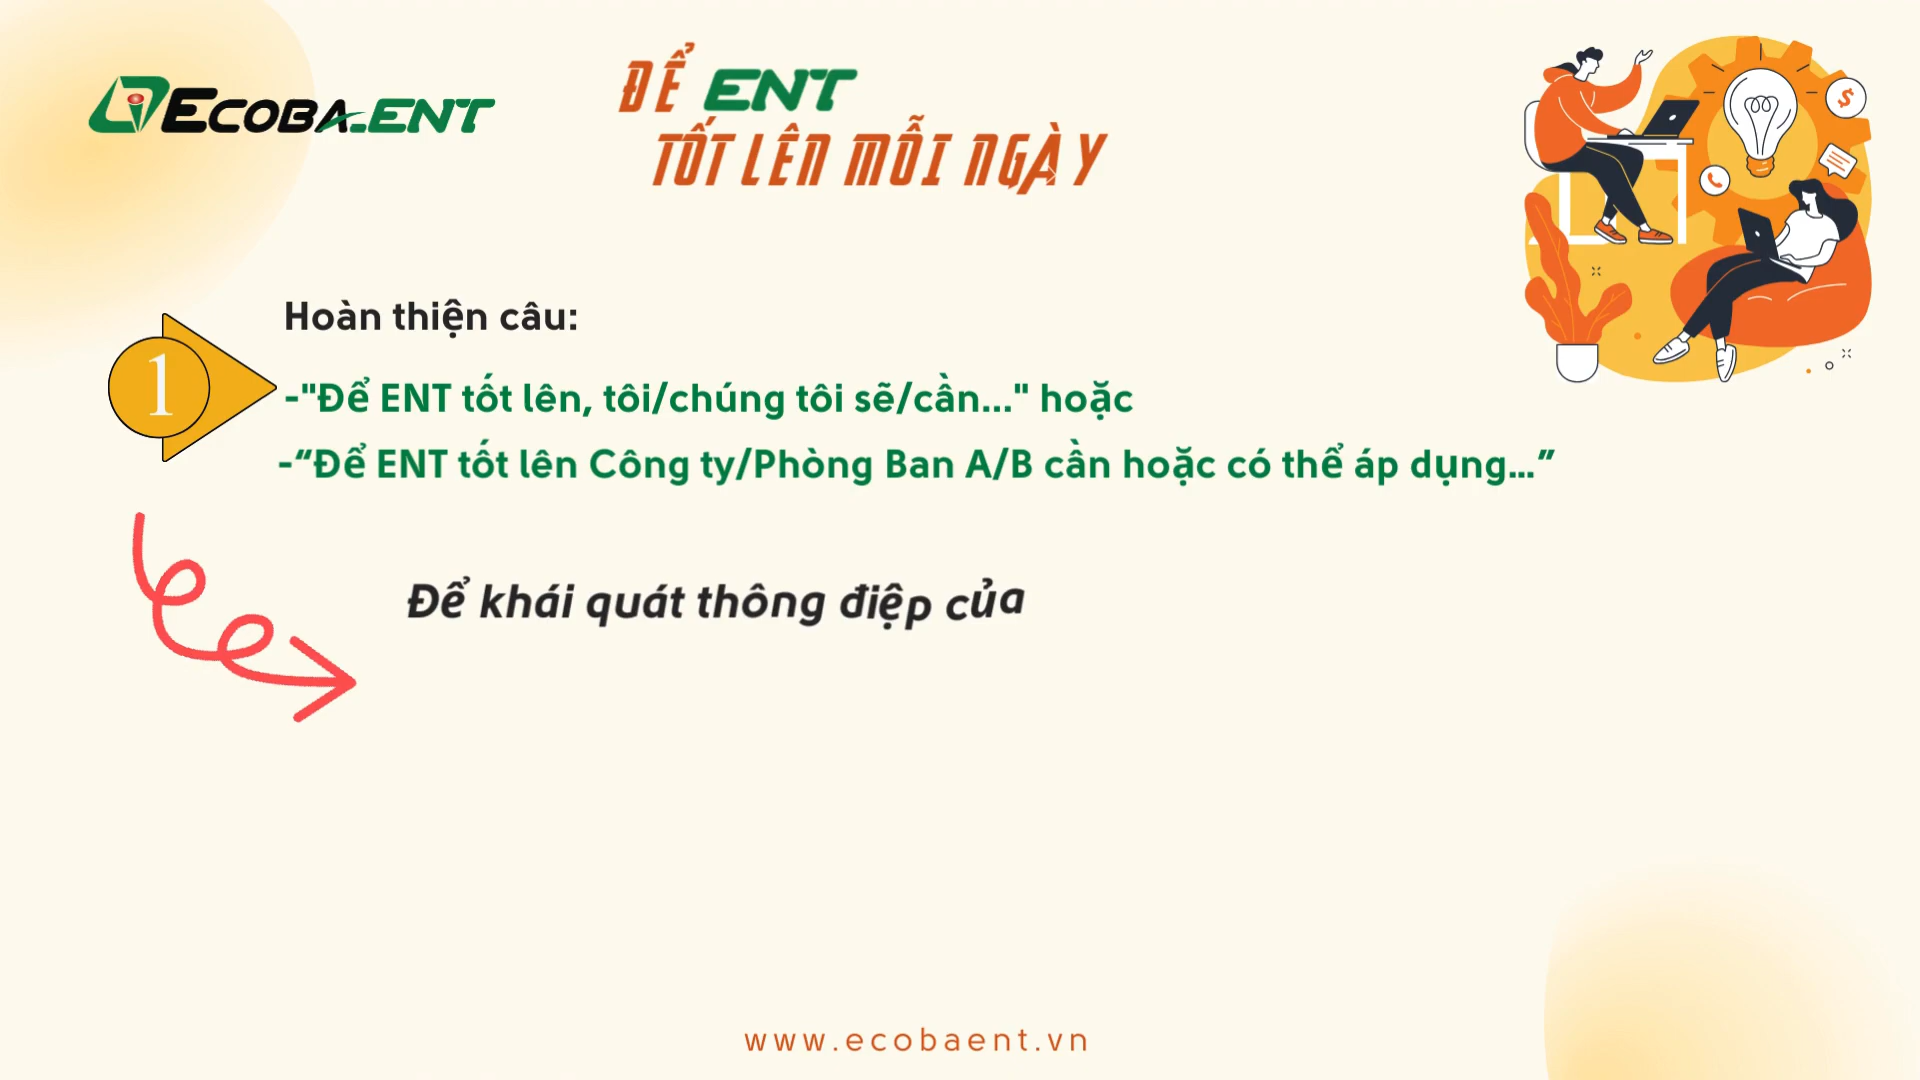 ECOBA.ENT
ĐỂ ENT
TỐT LÊN MỖI NGÀY
Hoàn thiện câu:
1
-"Để ENT tốt lên, tôi/chúng tôi sẽ/cần..." hoặc
-“Để ENT tốt lên Công ty/Phòng Ban A/B cần hoặc có thể áp dụng...”
Để khái quát thông điệp của
www.ecobaent.vn